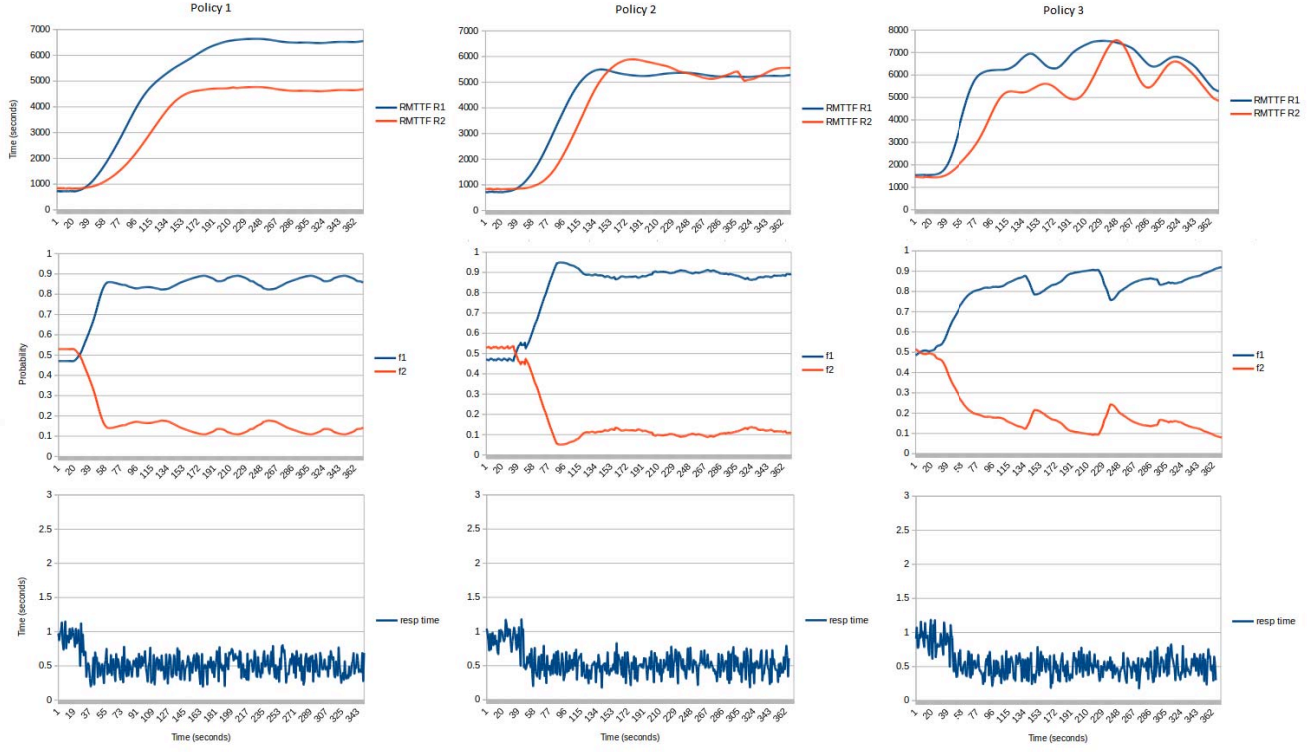 Policy 1
7000
6000
5000
4000
3000
2000
1000
0
Time (seconds)
1 20 39 58 77 96 115 134 153 172 191 210 229 248 267 286 305 324 343 362
RMTTF R1
RMTTF R2
Policy 2
7000
6000
5000
4000
3000
2000
1000
0
1 20 39 58 77 96 115 134 153 172 191 210 229 248 267 286 305 324 343 362
RMTTF R1
RMTTF R2
Policy 3
8000
7000
6000
5000
4000
3000
2000
1000
0
1 20 39 58 77 96 115 134 153 172 191 210 229 248 267 286 305 324 343 362
RMTTF R1
RMTTF R2
1
0.9
0.8
0.7
0.6
0.5
0.4
0.3
0.2
0.1
0
Probability
1 20 39 58 77 96 115 134 153 172 191 210 229 248 267 286 305 324 343 362
f1
f2
1
0.9
0.8
0.7
0.6
0.5
0.4
0.3
0.2
0.1
0
1 20 39 58 77 96 115 134 153 172 191 210 229 248 267 286 305 324 343 362
f1
f2
1
0.9
0.8
0.7
0.6
0.5
0.4
0.3
0.2
0.1
0
1 20 39 58 77 96 115 134 153 172 191 210 229 248 267 286 305 324 343 362
f1
f2
3
2.5
2
1.5
1
0.5
0
Time (seconds)
1 19 37 55 73 91 109 127 145 163 181 199 217 235 253 271 289 307 325 343
Time (seconds)
resp time
3
2.5
2
1.5
1
0.5
0
1 20 39 58 77 96 115 134 153 172 191 210 229 248 267 286 305 324 343 362
Time (seconds)
resp time
3
2.5
2
1.5
1
0.5
0
1 20 39 58 77 96 115 134 153 172 191 210 229 248 267 286 305 324 343 362
Time (seconds)
resp time